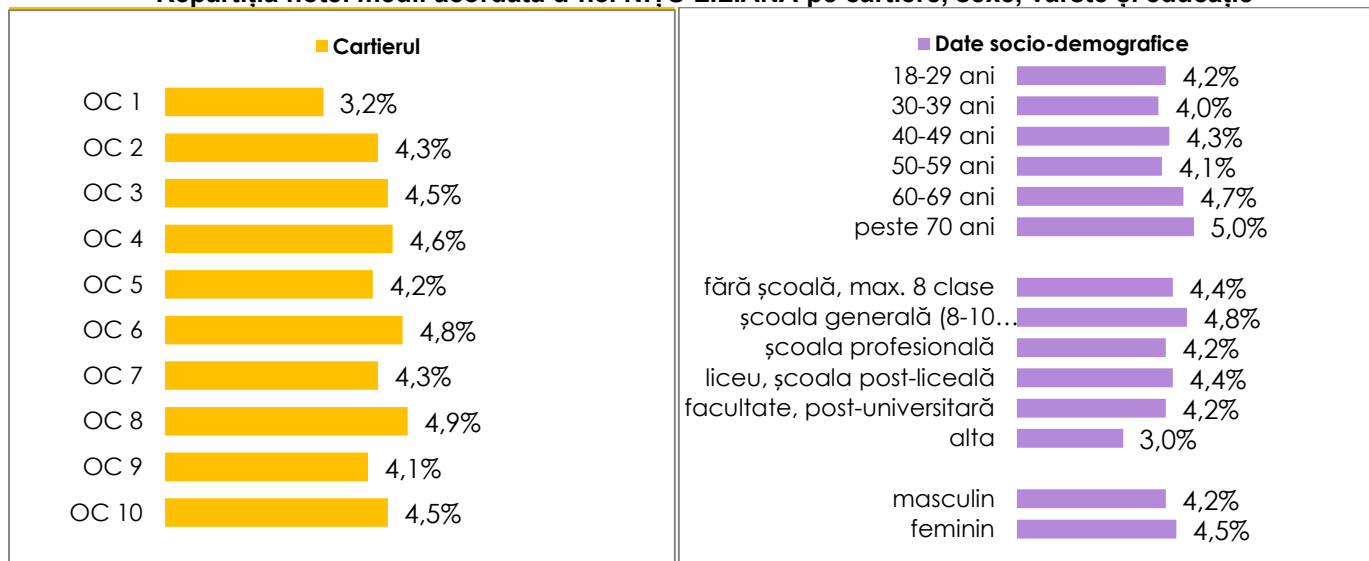 Cartierul
OC 1 3,2%
OC 2 4,3%
OC 3 4,5%
OC 4 4,6%
OC 5 4,2%
OC 6 4,8%
OC 7 4,3%
OC 8 4,9%
OC 9 4,1%
OC 10 4,5%
Date socio-demografice
18-29 ani 4,2%
30-39 ani 4,0%
40-49 ani 4,3%
50-59 ani 4,1%
60-69 ani 4,7%
peste 70 ani 5,0%
fără școală, max. 8 clase 4,4%
școala generală (8-10… 4,8%
școala profesională 4,2%
liceu, școala post-liceală 4,4%
facultate, post-universitară 4,2%
alta 3,0%
masculin 4,2%
feminin 4,5%